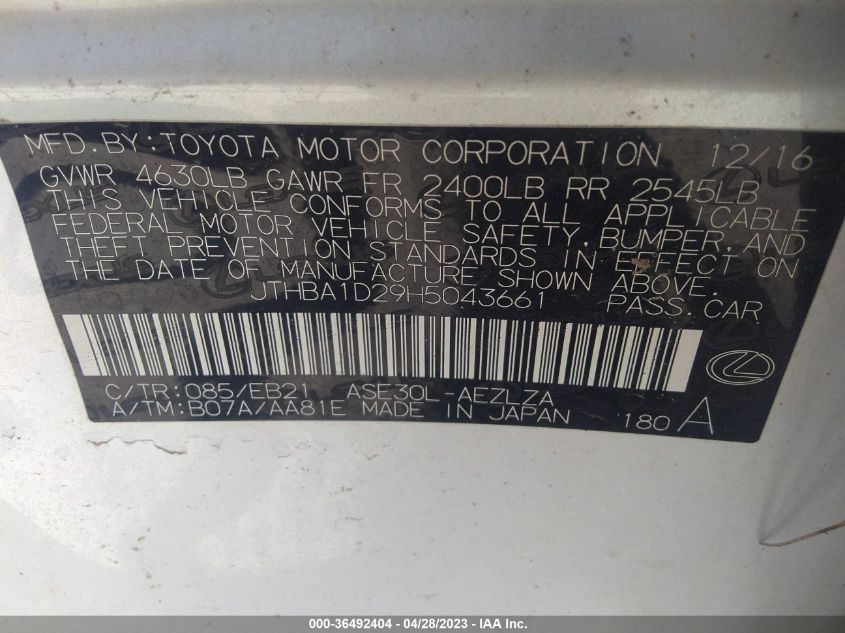 MFD. BY: TOYOTA MOTOR CORPORATION 12/16
GVWR 4630LB GAWR FR 2400LB RR 2545LB
THIS VEHICLE CONFORMS TO ALL APPLICABLE
FEDERAL MOTOR VEHICLE SAFETY, BUMPER, AND
THEFT PREVENTION STANDARDS IN EFFECT ON
THE DATE OF MANUFACTURE SHOWN ABOVE.
JTHBA1D29H5043661 PASS. CAR
C/TR: 085/EB21 ASE30L-AEZLZA
A/TM: B07A/AA81E MADE IN JAPAN 180 A
000-36492404 - 04/28/2023 - IAA Inc.